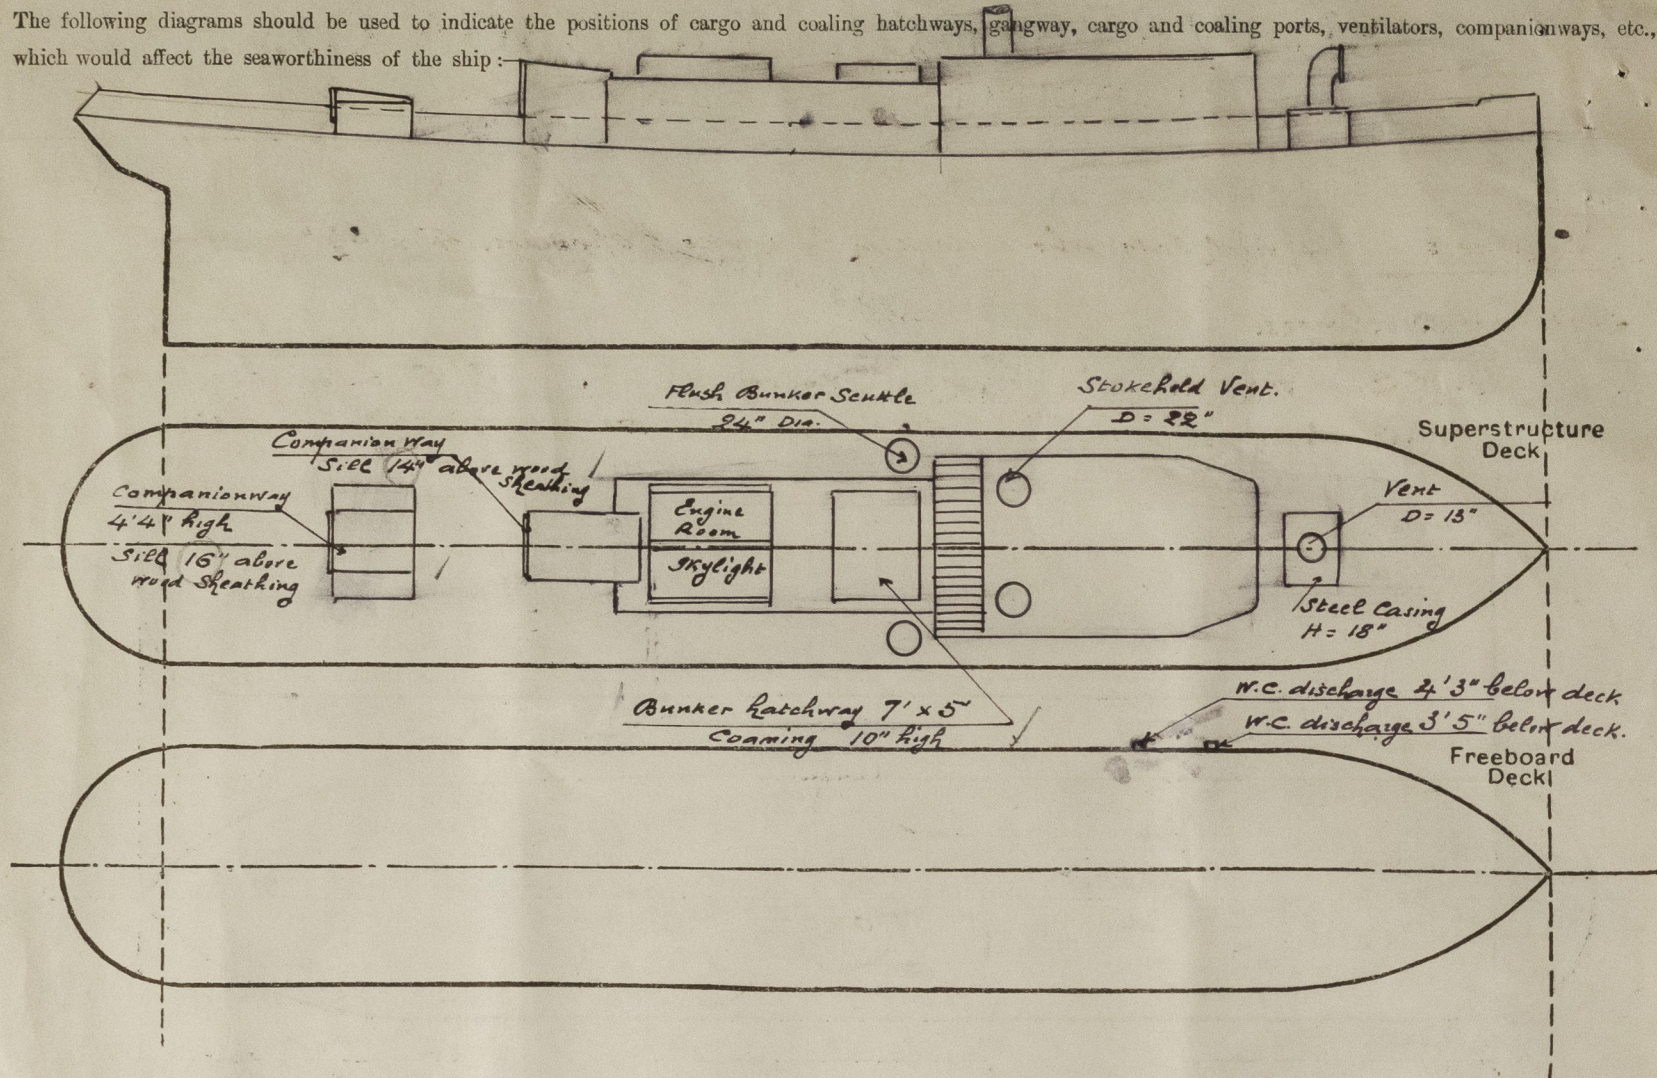 The following diagrams should be used to indicate the positions of cargo and coaling hatchways, gangway, cargo and coaling ports, ventilators, companionways, etc.,
which would affect the seaworthiness of the ship :—
Flush Bunker Scuttle
24" Dia.
Stokehold Vent.
D = 22"
Superstructure
Deck
Companion way
Sill 14" above wood
Sheathing
Companionway
4'4" high
Sill 16" above
wood Sheathing
Engine
Room
Skylight
Vent
D = 13"
Steel Casing
H = 18"
Bunker hatchway 7' x 5'
Coaming 10" high
W.C. discharge 4'3" below deck
W.C. discharge 3'5" below deck.
Freeboard
Deck